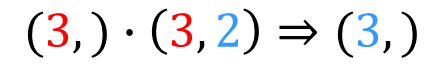 (3,) · (3, 2) ⇒ (3,)